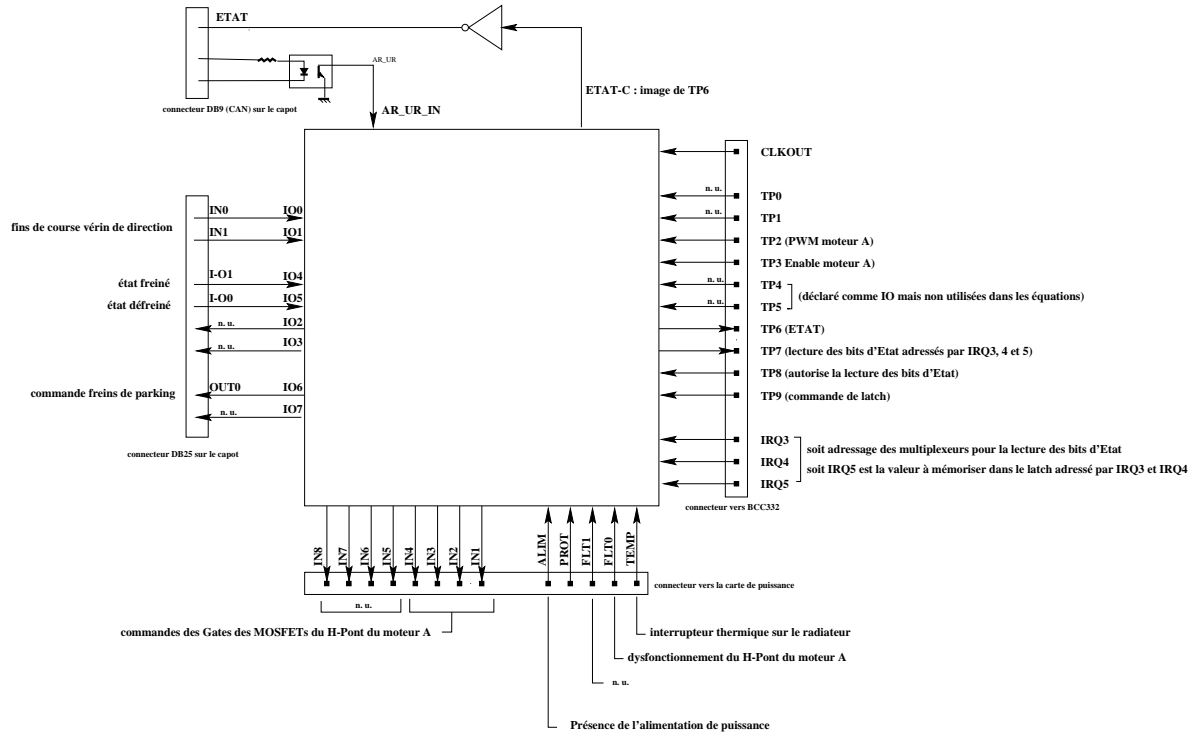 ETAT
AR_UR
connecteur DB9 (CAN) sur le capot
AR_UR_IN
ETAT-C : image de TP6
fins de course vérin de direction
IN0 IO0
IN1 IO1
état freiné
I-O1 IO4
état défreiné
I-O0 IO5
n. u. IO2
n. u. IO3
commande freins de parking
OUT0 IO6
n. u. IO7
connecteur DB25 sur le capot
CLKOUT
n. u. TP0
n. u. TP1
TP2 (PWM moteur A)
TP3 Enable moteur A)
n. u. TP4
n. u. TP5
(déclaré comme IO mais non utilisées dans les équations)
TP6 (ETAT)
TP7 (lecture des bits d'Etat adressés par IRQ3, 4 et 5)
TP8 (autorise la lecture des bits d'Etat)
TP9 (commande de latch)
IRQ3
IRQ4
IRQ5
soit adressage des multiplexeurs pour la lecture des bits d'Etat
soit IRQ5 est la valeur à mémoriser dans le latch adressé par IRQ3 et IRQ4
connecteur vers BCC332
IN8
IN7
IN6
IN5
IN4
IN3
IN2
IN1
ALIM
PROT
FLT1
FLT0
TEMP
connecteur vers la carte de puissance
n. u.
commandes des Gates des MOSFETs du H-Pont du moteur A
interrupteur thermique sur le radiateur
dysfonctionnement du H-Pont du moteur A
n. u.
Présence de l'alimentation de puissance